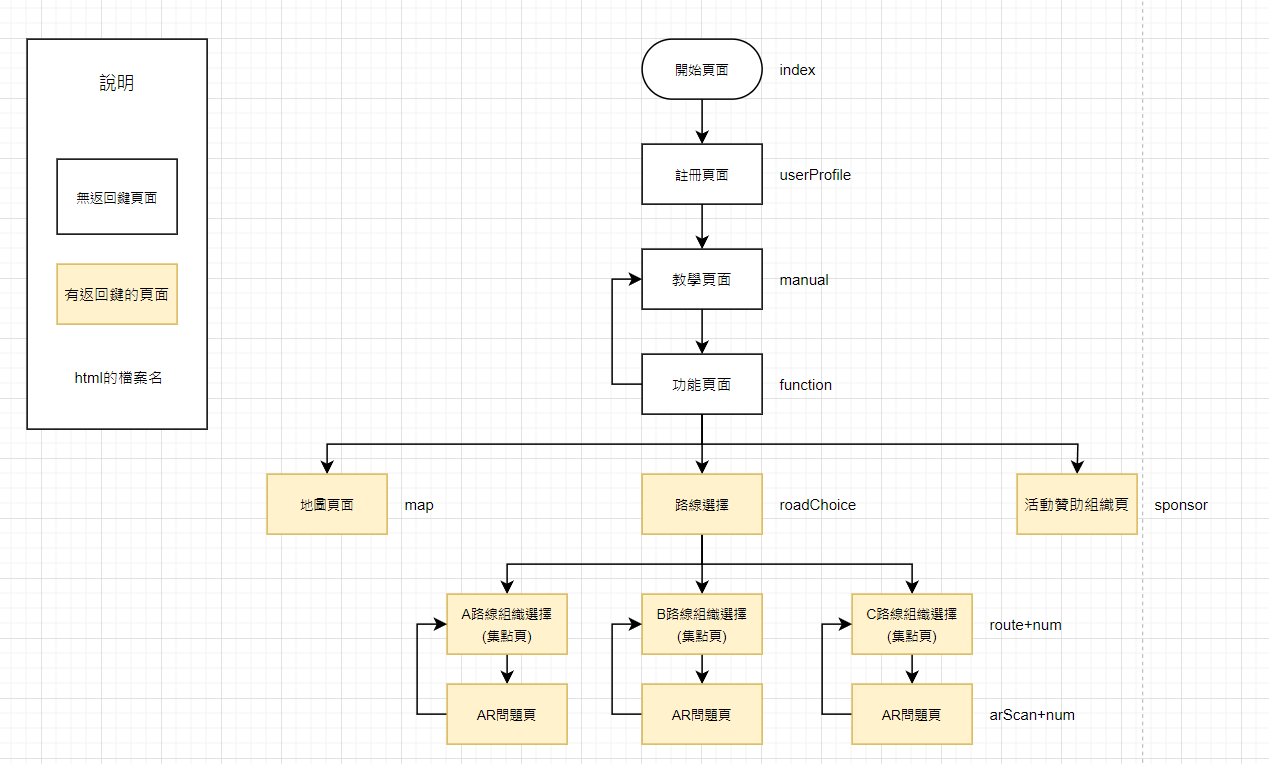 說明
無返回鍵頁面
有返回鍵的頁面
html的檔案名
開始頁面
index
註冊頁面
userProfile
教學頁面
manual
功能頁面
function
地圖頁面
map
路線選擇
roadChoice
活動贊助組織頁
sponsor
A路線組織選擇
(集點頁)
B路線組織選擇
(集點頁)
C路線組織選擇
(集點頁)
route+num
AR問題頁
AR問題頁
AR問題頁
arScan+num